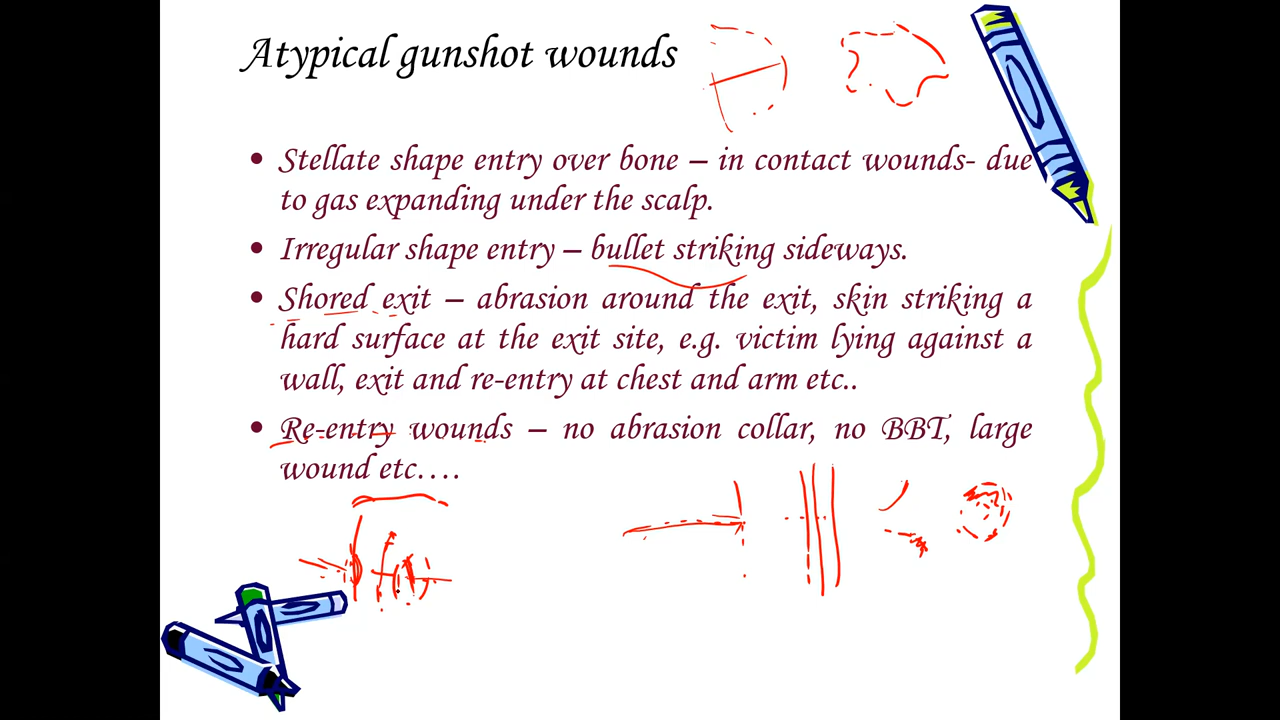 Atypical gunshot wounds
• Stellate shape entry over bone – in contact wounds- due
to gas expanding under the scalp.
• Irregular shape entry – bullet striking sideways.
• Shored exit – abrasion around the exit, skin striking a
hard surface at the exit site, e.g. victim lying against a
wall, exit and re-entry at chest and arm etc..
• Re-entry wounds – no abrasion collar, no BBT, large
wound etc….